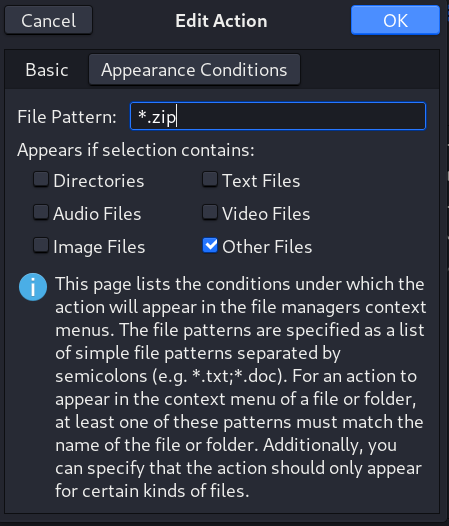 Cancel Edit Action OK
Basic Appearance Conditions
File Pattern: *.zip
Appears if selection contains:
Directories Text Files
Audio Files Video Files
Image Files Other Files
This page lists the conditions under which the
action will appear in the file managers context
menus. The file patterns are specified as a list
of simple file patterns separated by
semicolons (e.g. *.txt;*.doc). For an action to
appear in the context menu of a file or folder,
at least one of these patterns must match the
name of the file or folder. Additionally, you
can specify that the action should only appear
for certain kinds of files.